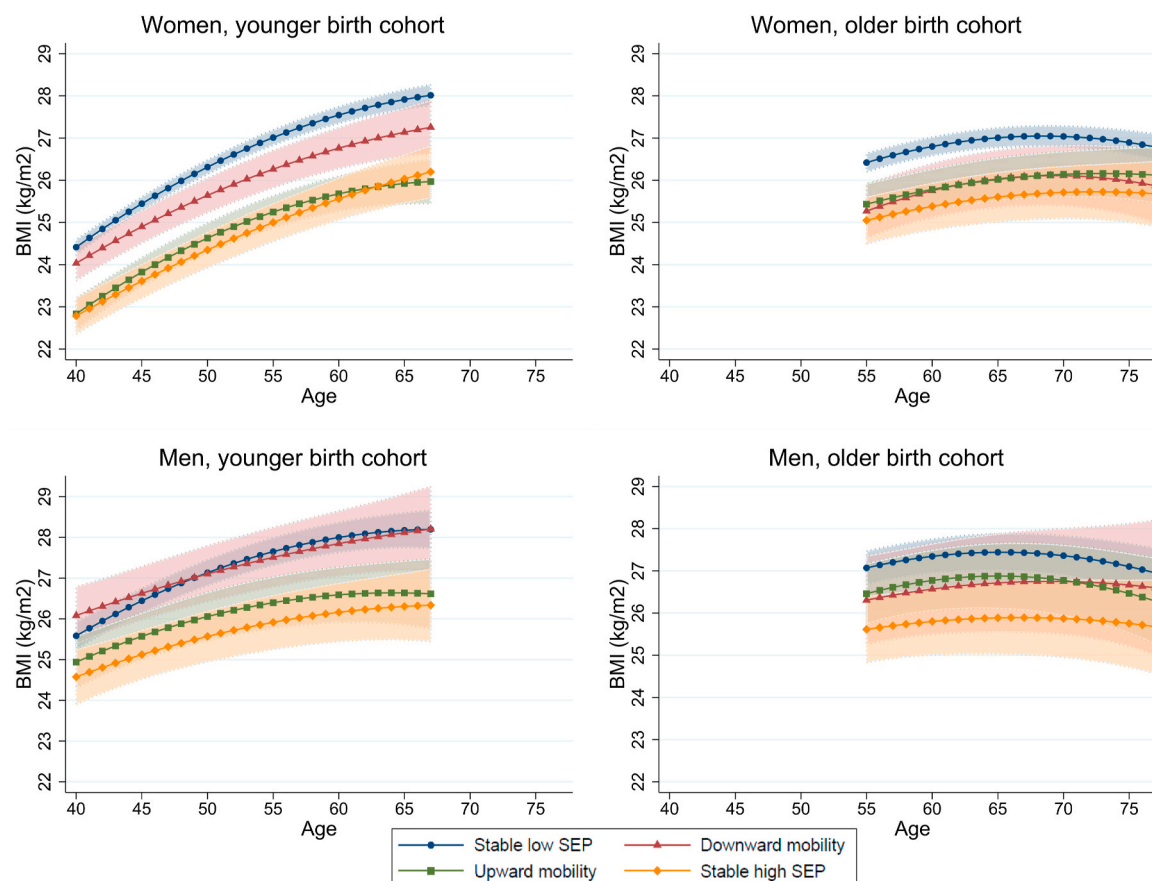 Women, younger birth cohort
BMI (kg/m2)
29
28
27
26
25
24
23
22
40 45 50 55 60 65 70 75
Age
Women, older birth cohort
BMI (kg/m2)
29
28
27
26
25
24
23
22
40 45 50 55 60 65 70 75
Age
Men, younger birth cohort
BMI (kg/m2)
29
28
27
26
25
24
23
22
40 45 50 55 60 65 70 75
Age
Men, older birth cohort
BMI (kg/m2)
29
28
27
26
25
24
23
22
40 45 50 55 60 65 70 75
Age
Stable low SEP Downward mobility
Upward mobility Stable high SEP